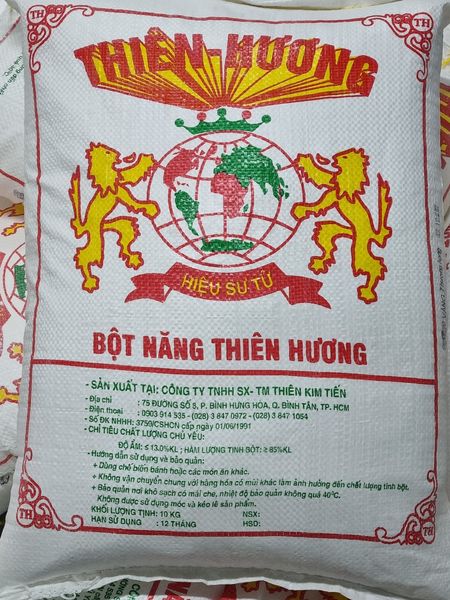 TH
TH
THIÊN-HƯƠNG
HIỆU SƯ TỬ
BỘT NĂNG THIÊN HƯƠNG
- SẢN XUẤT TẠI: CÔNG TY TNHH SX- TM THIÊN KIM TIẾN
- Địa chỉ : 75 ĐƯỜNG SỐ 5, P. BÌNH HƯNG HOA, Q. BÌNH TÂN, TP. HCM
- Điện thoại : 0903 914 535 - (028) 3 847 0972 - (028) 3 847 1054
- Số ĐK NHHH: 3759/CSHCN cấp ngày 01/06/1991
- CHỈ TIÊU CHẤT LƯỢNG CHỦ YẾU:
ĐỘ ẨM: ≤ 13.0%KL ; HÀM LƯỢNG TINH BỘT: ≥ 85%KL
- Hướng dẫn sử dụng và bảo quản:
+ Dùng chế biến bánh hoặc các món ăn khác.
+ Không vận chuyển chung với hàng hóa có mùi khác làm ảnh hưởng đến chất lượng tinh bột.
+ Bảo quản nơi khô sạch có mái che, nhiệt độ bảo quản không quá 40°C.
Không được sử dụng móc và kéo lê sản phẩm.
KHỐI LƯỢNG TỊNH: 10 KG NSX:
HẠN SỬ DỤNG : 12 THÁNG HSD:
TH
TH